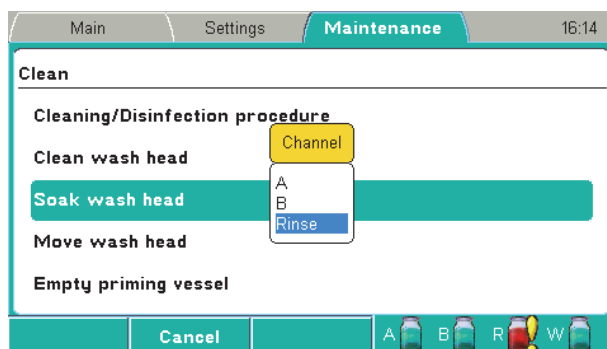 Main Settings Maintenance 16:14
Clean
Cleaning/Disinfection procedure
Channel
Clean wash head
A
Soak wash head
B
Rinse
Move wash head
Empty priming vessel
Cancel A B R W